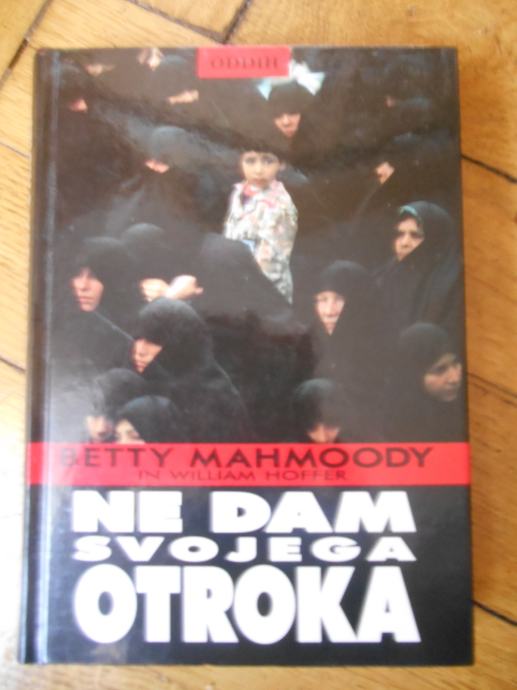 ODDIH
BETTY MAHMOODY
IN WILLIAM HOFFER
NE DAM
SVOJEGA
OTROKA